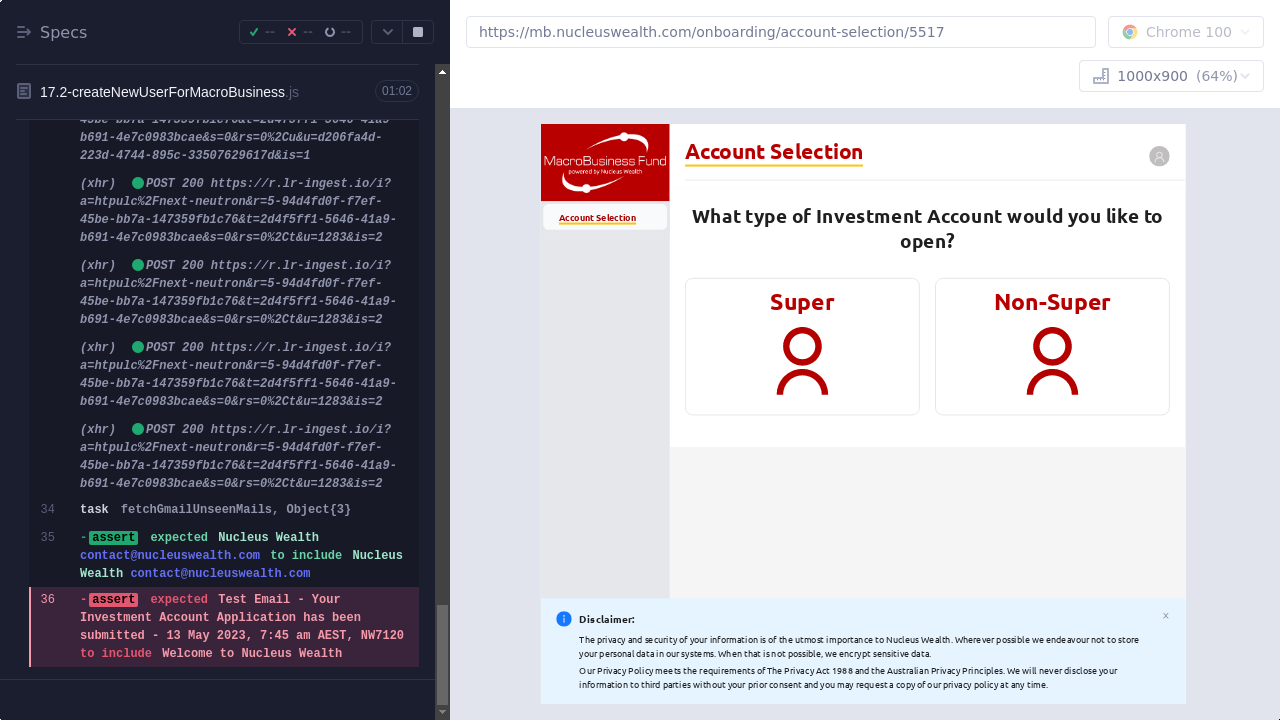 Specs
-- -- --
17.2-createNewUserForMacroBusiness.js
01:02
45be-bb7a-147359fb1c76&t=2d4f5ff1-5646-41a9-
b691-4e7c0983bcae&s=0&rs=0%2Cu&u=d206fa4d-
223d-4744-895c-33507629617d&is=1
(xhr) POST 200 https://r.lr-ingest.io/i?
a=htpulc%2Fnext-neutron&r=5-94d4fd0f-f7ef-
45be-bb7a-147359fb1c76&t=2d4f5ff1-5646-41a9-
b691-4e7c0983bcae&s=0&rs=0%2Ct&u=1283&is=2
(xhr) POST 200 https://r.lr-ingest.io/i?
a=htpulc%2Fnext-neutron&r=5-94d4fd0f-f7ef-
45be-bb7a-147359fb1c76&t=2d4f5ff1-5646-41a9-
b691-4e7c0983bcae&s=0&rs=0%2Ct&u=1283&is=2
(xhr) POST 200 https://r.lr-ingest.io/i?
a=htpulc%2Fnext-neutron&r=5-94d4fd0f-f7ef-
45be-bb7a-147359fb1c76&t=2d4f5ff1-5646-41a9-
b691-4e7c0983bcae&s=0&rs=0%2Ct&u=1283&is=2
(xhr) POST 200 https://r.lr-ingest.io/i?
a=htpulc%2Fnext-neutron&r=5-94d4fd0f-f7ef-
45be-bb7a-147359fb1c76&t=2d4f5ff1-5646-41a9-
b691-4e7c0983bcae&s=0&rs=0%2Ct&u=1283&is=2
34 task fetchGmailUnseenMails, Object{3}
35 -assert expected Nucleus Wealth
contact@nucleuswealth.com to include Nucleus
Wealth contact@nucleuswealth.com
36 -assert expected Test Email - Your
Investment Account Application has been
submitted - 13 May 2023, 7:45 am AEST, NW7120
to include Welcome to Nucleus Wealth
https://mb.nucleuswealth.com/onboarding/account-selection/5517
Chrome 100
1000x900 (64%)
MacroBusiness Fund
powered by Nucleus Wealth
Account Selection
Account Selection
What type of Investment Account would you like to
open?
Super
Non-Super
Disclaimer:
×
The privacy and security of your information is of the utmost importance to Nucleus Wealth. Wherever possible we endeavour not to store
your personal data in our systems. When that is not possible, we encrypt sensitive data.
Our Privacy Policy meets the requirements of The Privacy Act 1988 and the Australian Privacy Principles. We will never disclose your
information to third parties without your prior consent and you may request a copy of our privacy policy at any time.